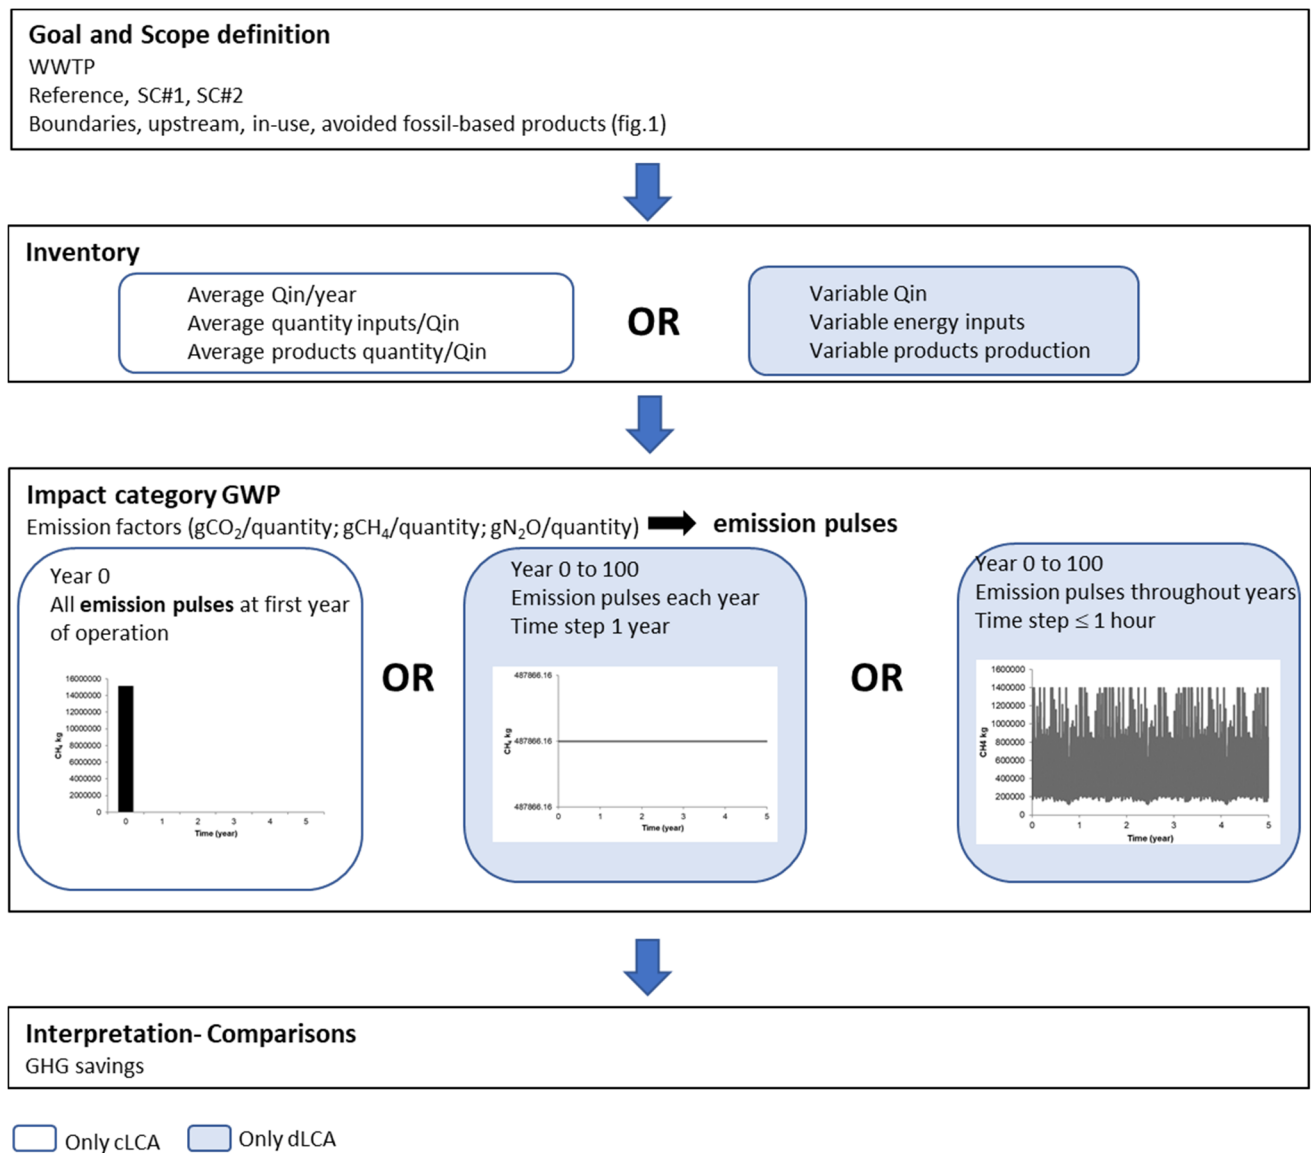 Goal and Scope definition
WWTP
Reference, SC#1, SC#2
Boundaries, upstream, in-use, avoided fossil-based products (fig.1)
Inventory
Average Qin/year
Average quantity inputs/Qin
Average products quantity/Qin
OR
Variable Qin
Variable energy inputs
Variable products production
Impact category GWP
Emission factors (gCO₂/quantity; gCH₄/quantity; gN₂O/quantity)
emission pulses
Year 0
All emission pulses at first year
of operation
16000000
14000000
12000000
10000000
8000000
6000000
4000000
2000000
0
CH₄ kg
0 1 2 3 4 5
Time (year)
OR
Year 0 to 100
Emission pulses each year
Time step 1 year
487866.16
487866.16
487866.16
CH₄ kg
0 1 2 3 4 5
Time (year)
OR
Year 0 to 100
Emission pulses throughout years
Time step ≤ 1 hour
1600000
1400000
1200000
1000000
800000
600000
400000
200000
0
CH4 kg
0 1 2 3 4 5
Time (year)
Interpretation- Comparisons
GHG savings
Only cLCA
Only dLCA